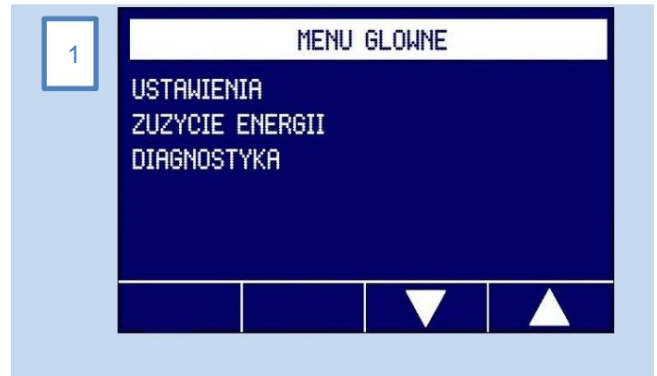 1
MENU GLOWNE
USTAWIENIA
ZUZYCIE ENERGII
DIAGNOSTYKA